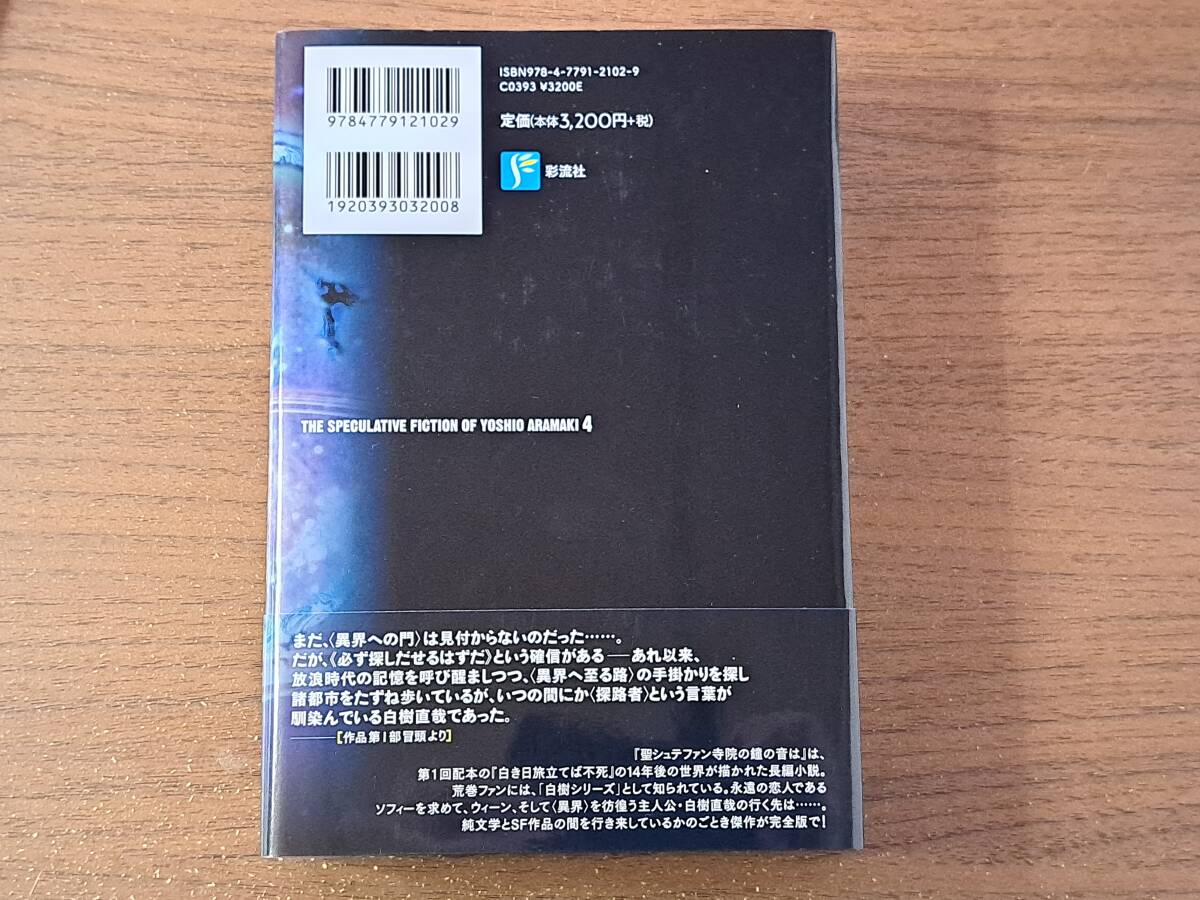 ISBN978-4-7791-2102-9
C0393 ¥3200E
9784779121029
定価(本体3,200円+税)
彩流社
1920393032008
THE SPECULATIVE FICTION OF YOSHIO ARAMAKI 4
まだ、〈異界への門〉は見付からないのだった……。
だが、《必ず探しだせるはずだ》という確信がある——あれ以来、
放浪時代の記憶を呼び醒ましつつ、〈異界へ至る路〉の手掛かりを探し
諸都市をたずね歩いているが、いつの間にか〈探路者〉という言葉が
馴染んでいる白樹直哉であった。
——[作品第Ⅰ部冒頭より]
『聖シュテファン寺院の鐘の音は』は、
第1回配本の『白き日旅立てば不死』の14年後の世界が描かれた長編小説。
荒巻ファンには、「白樹シリーズ」として知られている。永遠の恋人である
ソフィーを求めて、ウィーン、そして〈異界〉を彷徨う主人公・白樹直哉の行く先は……。
純文学とSF作品の間を行き来しているかのごとき傑作が完全版で!